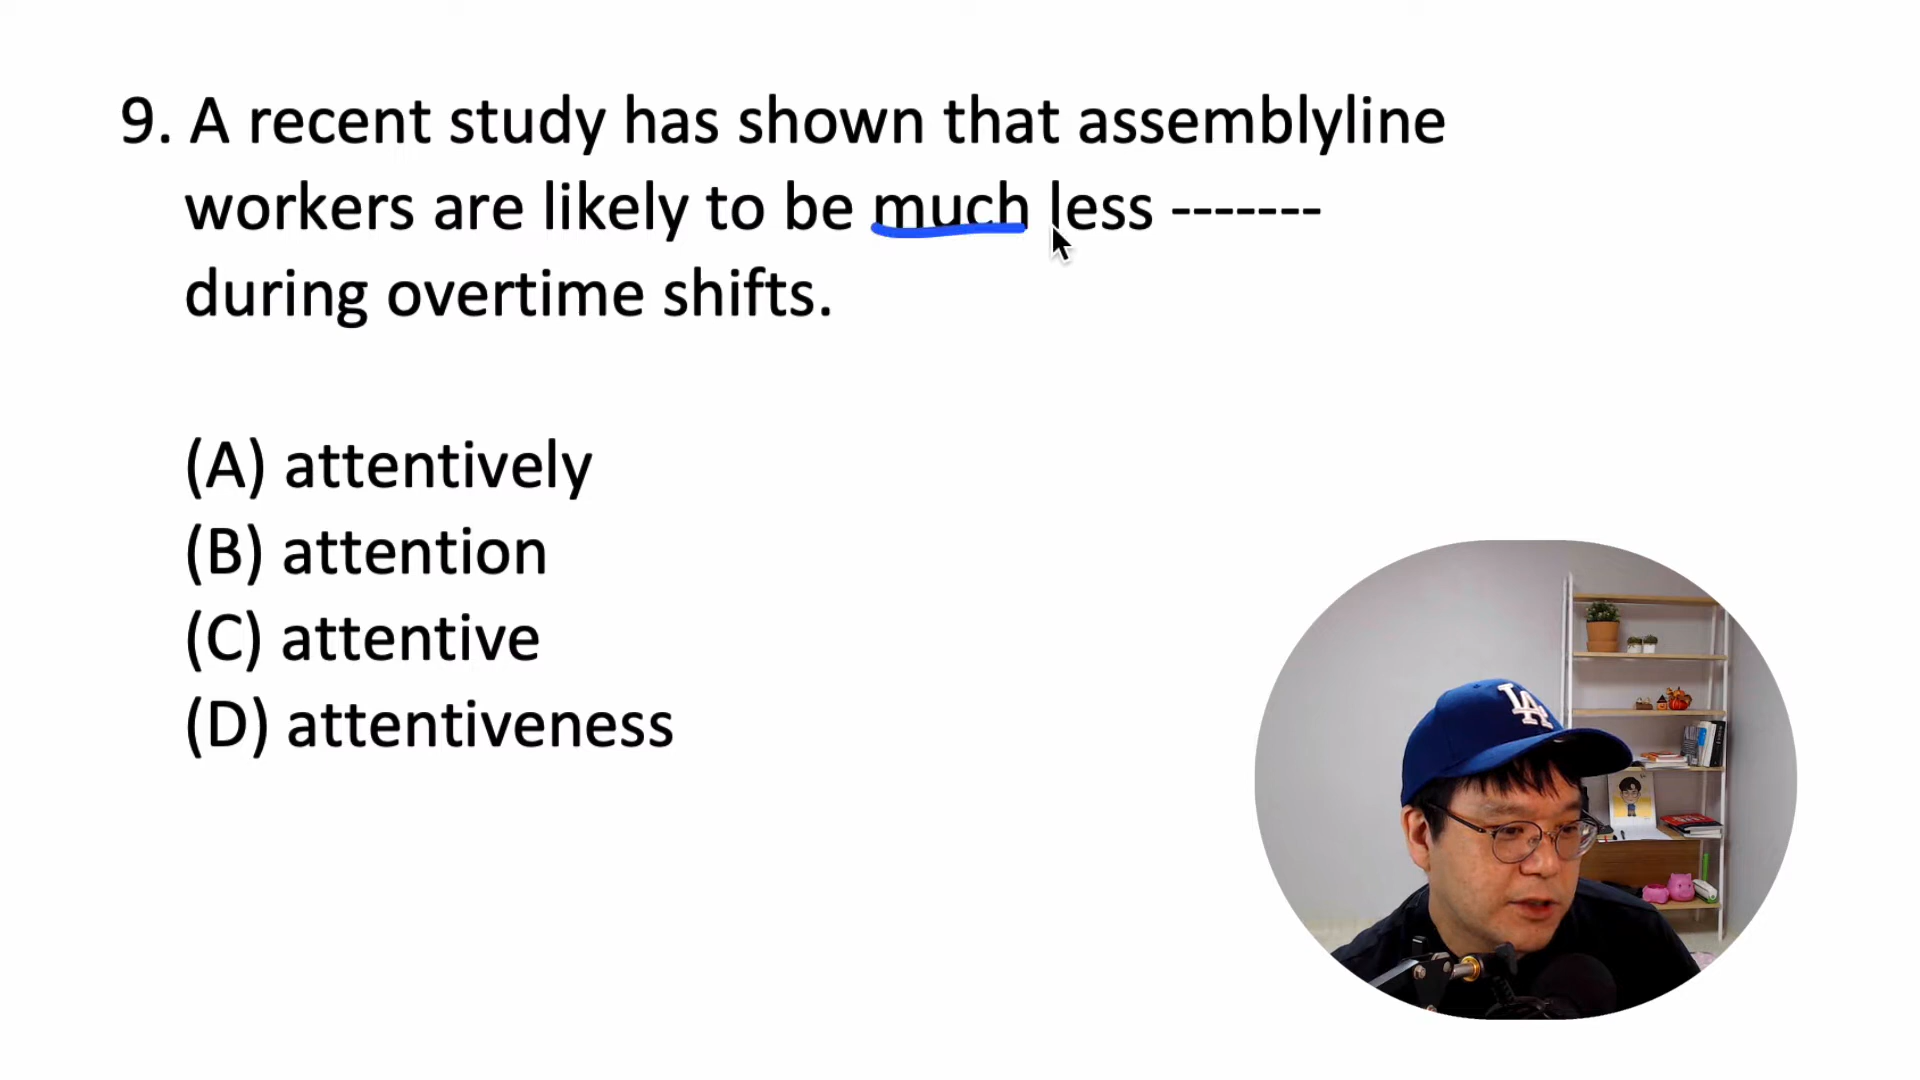 9. A recent study has shown that assemblyline
workers are likely to be much less -------
during overtime shifts.
(A) attentively
(B) attention
(C) attentive
(D) attentiveness
LA